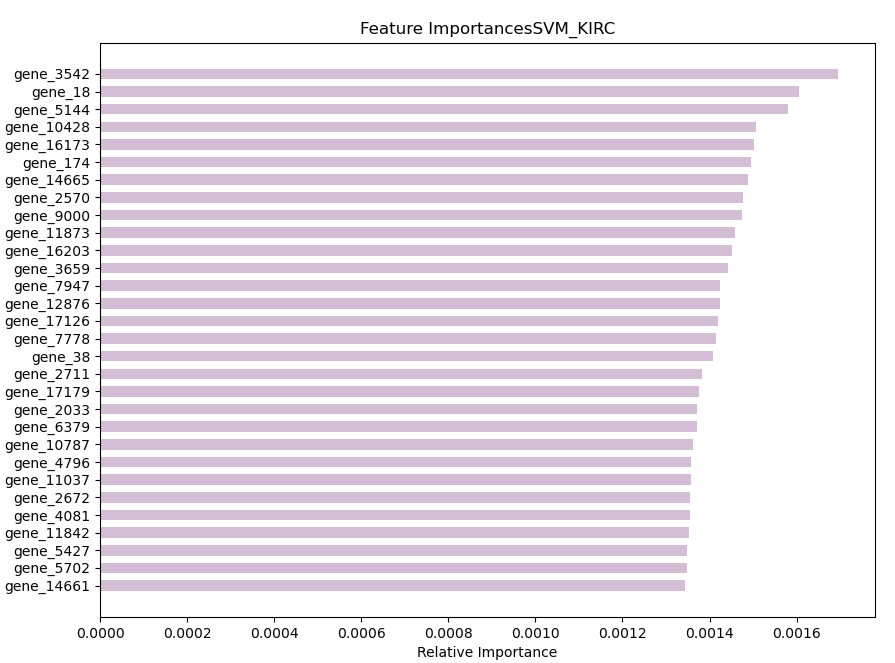 Feature ImportancesSVM_KIRC
gene_3542
gene_18
gene_5144
gene_10428
gene_16173
gene_174
gene_14665
gene_2570
gene_9000
gene_11873
gene_16203
gene_3659
gene_7947
gene_12876
gene_17126
gene_7778
gene_38
gene_2711
gene_17179
gene_2033
gene_6379
gene_10787
gene_4796
gene_11037
gene_2672
gene_4081
gene_11842
gene_5427
gene_5702
gene_14661
0.0000 0.0002 0.0004 0.0006 0.0008 0.0010 0.0012 0.0014 0.0016
Relative Importance